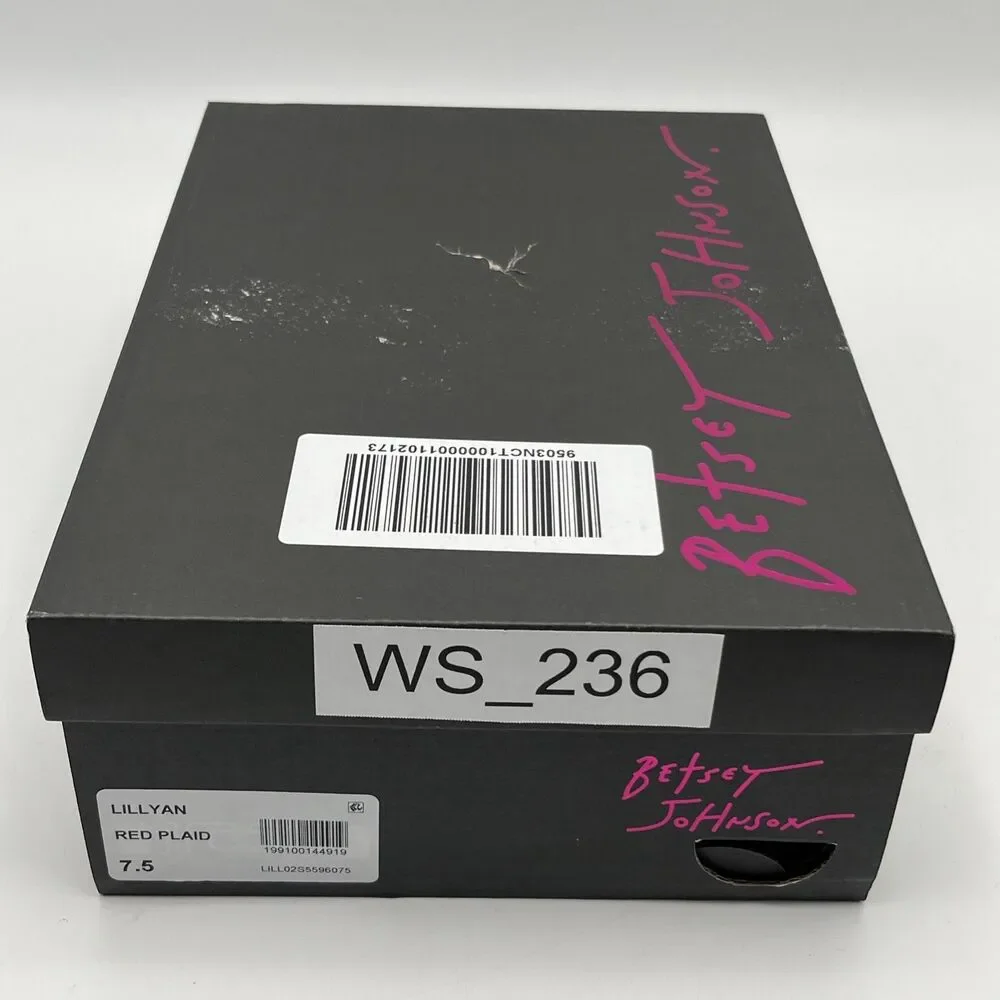 BETSEY JOHNSON.
9503NCT1000001102173
WS_236
BETSEY
JOHNSON.
LILLYAN
RED PLAID
7.5
199100144919
LILL02S5596075